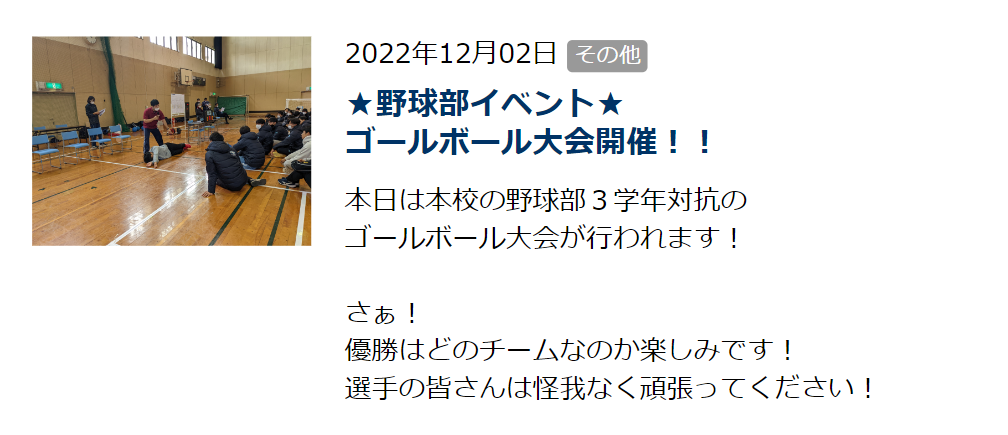 2022年12月02日 その他
★野球部イベント★
ゴールボール大会開催！！
本日は本校の野球部３学年対抗の
ゴールボール大会が行われます！
さぁ！
優勝はどのチームなのか楽しみです！
選手の皆さんは怪我なく頑張ってください！